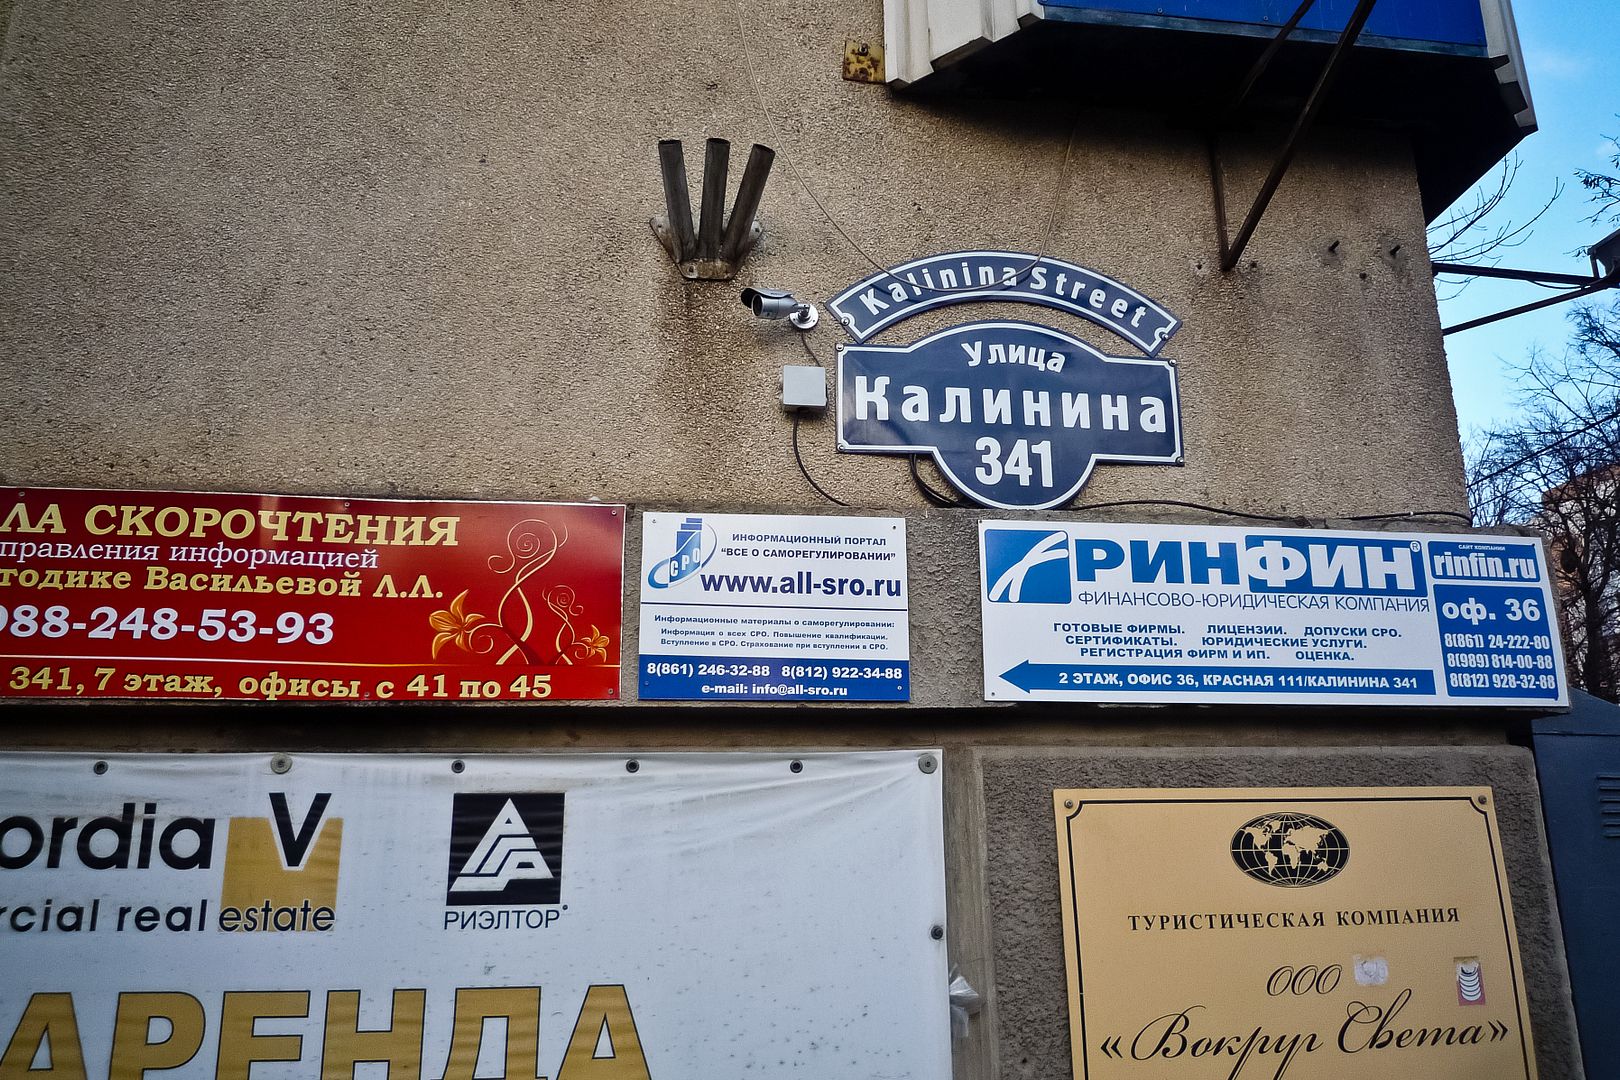 Kalinina Street
Улица
Калинина
341
СКОРОЧТЕНИЯ
информацией
Васильевой Л.Л.
988-248-53-93
341, 7 этаж, офисы с 41 по 45
СРО
ИНФОРМАЦИОННЫЙ ПОРТАЛ
"ВСЕ О САМОРЕГУЛИРОВАНИИ"
www.all-sro.ru
Информационные материалы о саморегулировании:
Информация о всех СРО. Повышение квалификации.
Вступление в СРО. Страхование при вступлении в СРО.
8(861) 246-32-88 8(812) 922-34-88
e-mail: info@all-sro.ru
РИНФИН®
ФИНАНСОВО-ЮРИДИЧЕСКАЯ КОМПАНИЯ
ГОТОВЫЕ ФИРМЫ. ЛИЦЕНЗИИ. ДОПУСКИ СРО.
СЕРТИФИКАТЫ. ЮРИДИЧЕСКИЕ УСЛУГИ.
РЕГИСТРАЦИЯ ФИРМ И ИП. ОЦЕНКА.
2 ЭТАЖ, ОФИС 36, КРАСНАЯ 111/КАЛИНИНА 341
САЙТ КОМПАНИИ
rinfin.ru
оф. 36
8(861) 24-222-80
8(989) 814-00-88
8(812) 928-32-88
ordia V
rcial real estate
РИЭЛТОР
АРЕНДА
ТУРИСТИЧЕСКАЯ КОМПАНИЯ
ООО
«Вокруг Света»